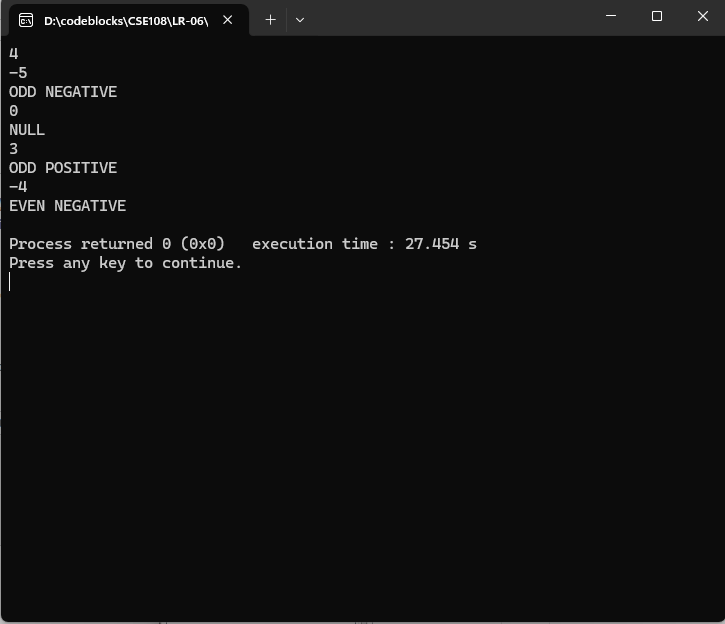 D:\codeblocks\CSE108\LR-06\
4
-5
ODD NEGATIVE
0
NULL
3
ODD POSITIVE
-4
EVEN NEGATIVE
Process returned 0 (0x0)   execution time : 27.454 s
Press any key to continue.